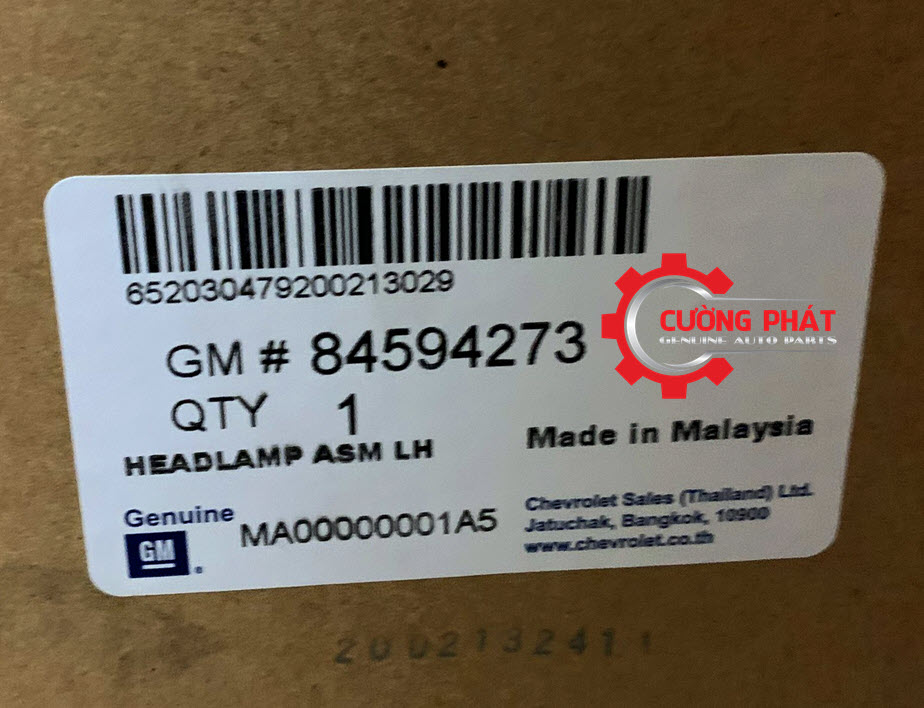 652030479200213029
GM # 84594273
CƯỜNG PHÁT
GENUINE AUTO PARTS
QTY 1
HEADLAMP ASM LH
Made in Malaysia
Genuine
GM
MA00000001A5
Chevrolet Sales (Thailand) Ltd.
Jatuchak, Bangkok, 10900
www.chevrolet.co.th
2002132411